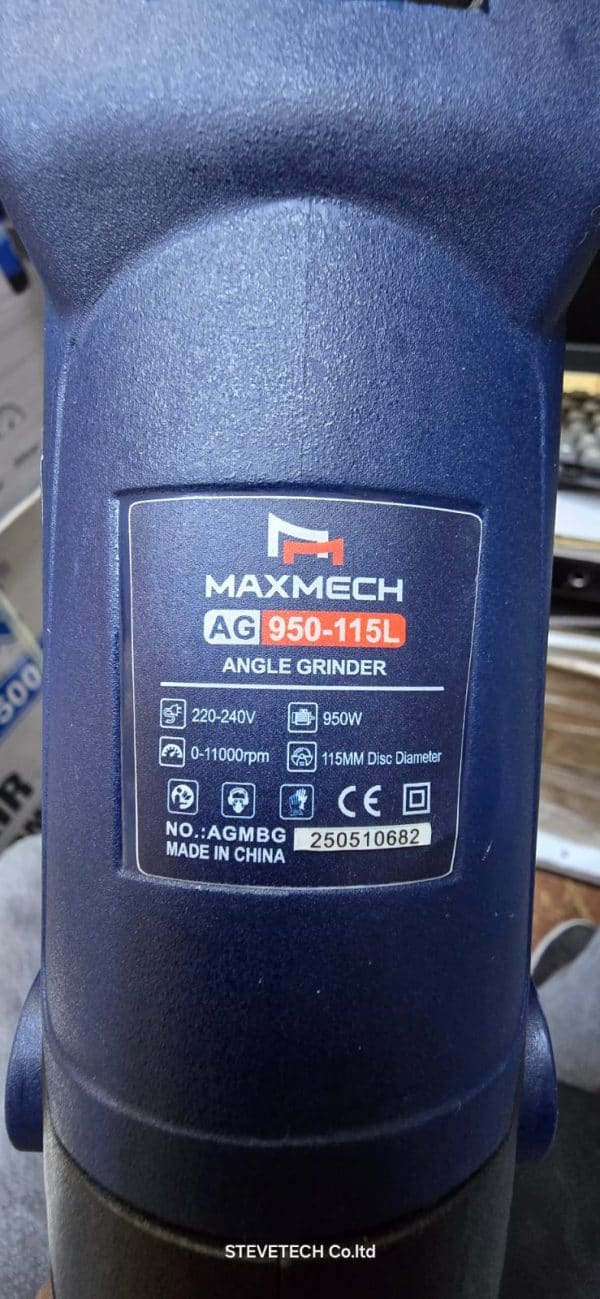 MAXMECH
AG 950-115L
ANGLE GRINDER
220-240V 950W
0-11000rpm 115MM Disc Diameter
CE
NO.:AGMBG 250510682
MADE IN CHINA
500
STEVETECH Co.ltd